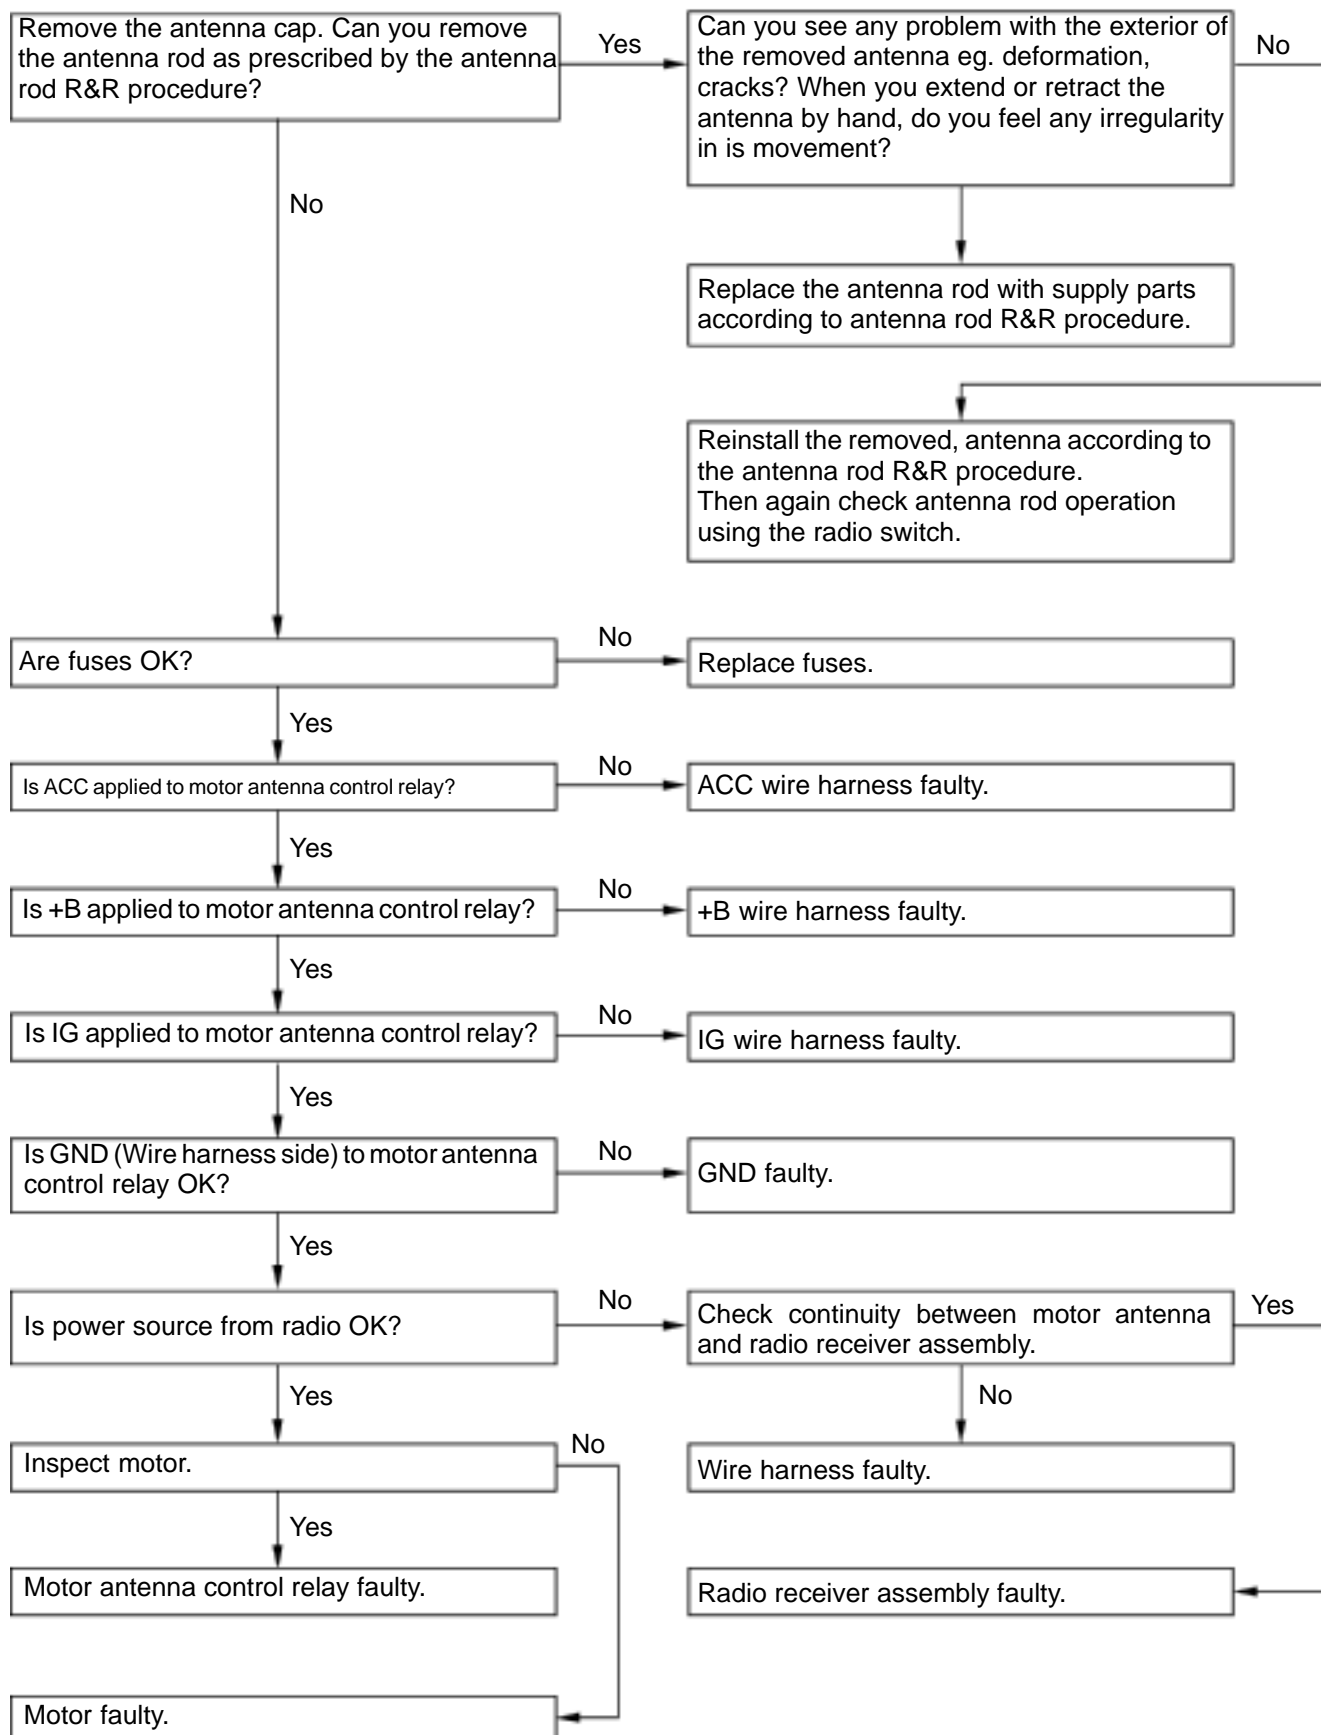 Remove the antenna cap. Can you remove
the antenna rod as prescribed by the antenna
rod R&R procedure?
Yes
Can you see any problem with the exterior of
the removed antenna eg. deformation,
cracks? When you extend or retract the
antenna by hand, do you feel any irregularity
in is movement?
No
No
Replace the antenna rod with supply parts
according to antenna rod R&R procedure.
Reinstall the removed, antenna according to
the antenna rod R&R procedure.
Then again check antenna rod operation
using the radio switch.
Are fuses OK?
No
Replace fuses.
Yes
Is ACC applied to motor antenna control relay?
No
ACC wire harness faulty.
Yes
Is +B applied to motor antenna control relay?
No
+B wire harness faulty.
Yes
Is IG applied to motor antenna control relay?
No
IG wire harness faulty.
Yes
Is GND (Wire harness side) to motor antenna
control relay OK?
No
GND faulty.
Yes
Is power source from radio OK?
No
Check continuity between motor antenna
and radio receiver assembly.
Yes
Yes
No
Inspect motor.
No
Wire harness faulty.
Yes
Motor antenna control relay faulty.
Radio receiver assembly faulty.
Motor faulty.